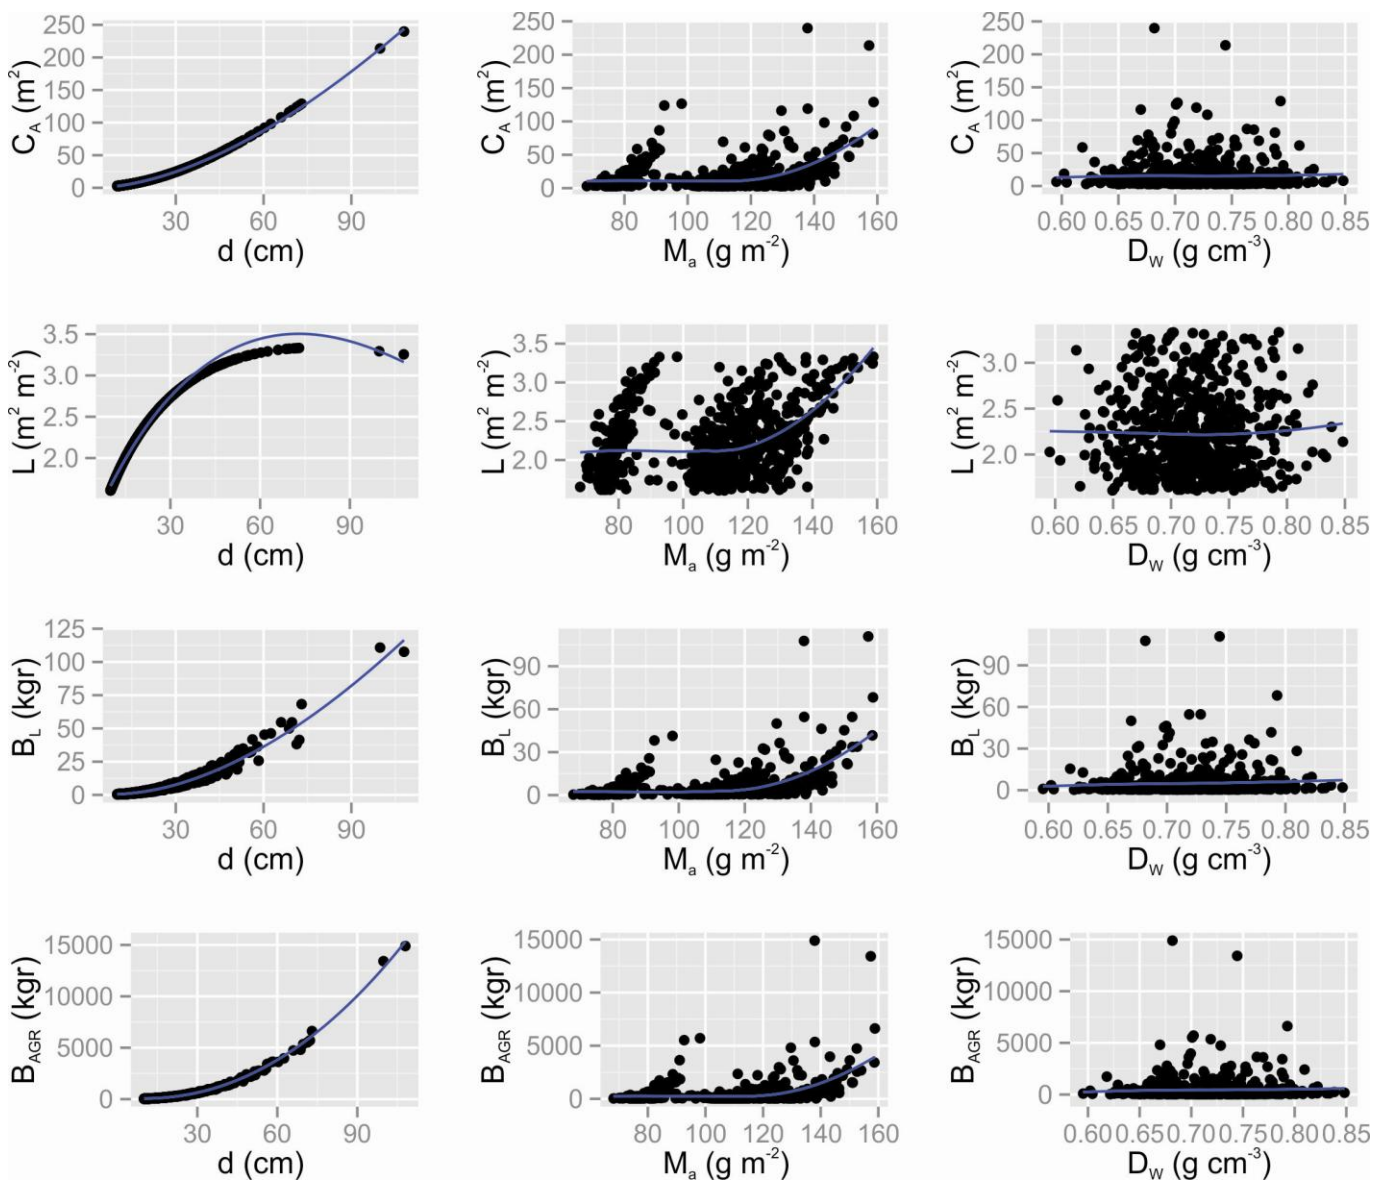 250
200
150
100
50
0
C_A (m²)
30 60 90
d (cm)
250
200
150
100
50
0
C_A (m²)
80 100 120 140 160
M_a (g m⁻²)
250
200
150
100
50
0
C_A (m²)
0.60 0.65 0.70 0.75 0.80 0.85
D_W (g cm⁻³)
3.5
3.0
2.5
2.0
L (m² m⁻²)
30 60 90
d (cm)
3.5
3.0
2.5
2.0
L (m² m⁻²)
80 100 120 140 160
M_a (g m⁻²)
3.0
2.5
2.0
L (m² m⁻²)
0.60 0.65 0.70 0.75 0.80 0.85
D_W (g cm⁻³)
125
100
75
50
25
0
B_L (kgr)
30 60 90
d (cm)
90
60
30
0
B_L (kgr)
80 100 120 140 160
M_a (g m⁻²)
90
60
30
0
B_L (kgr)
0.60 0.65 0.70 0.75 0.80 0.85
D_W (g cm⁻³)
15000
10000
5000
0
B_AGR (kgr)
30 60 90
d (cm)
15000
10000
5000
0
B_AGR (kgr)
80 100 120 140 160
M_a (g m⁻²)
15000
10000
5000
0
B_AGR (kgr)
0.60 0.65 0.70 0.75 0.80 0.85
D_W (g cm⁻³)